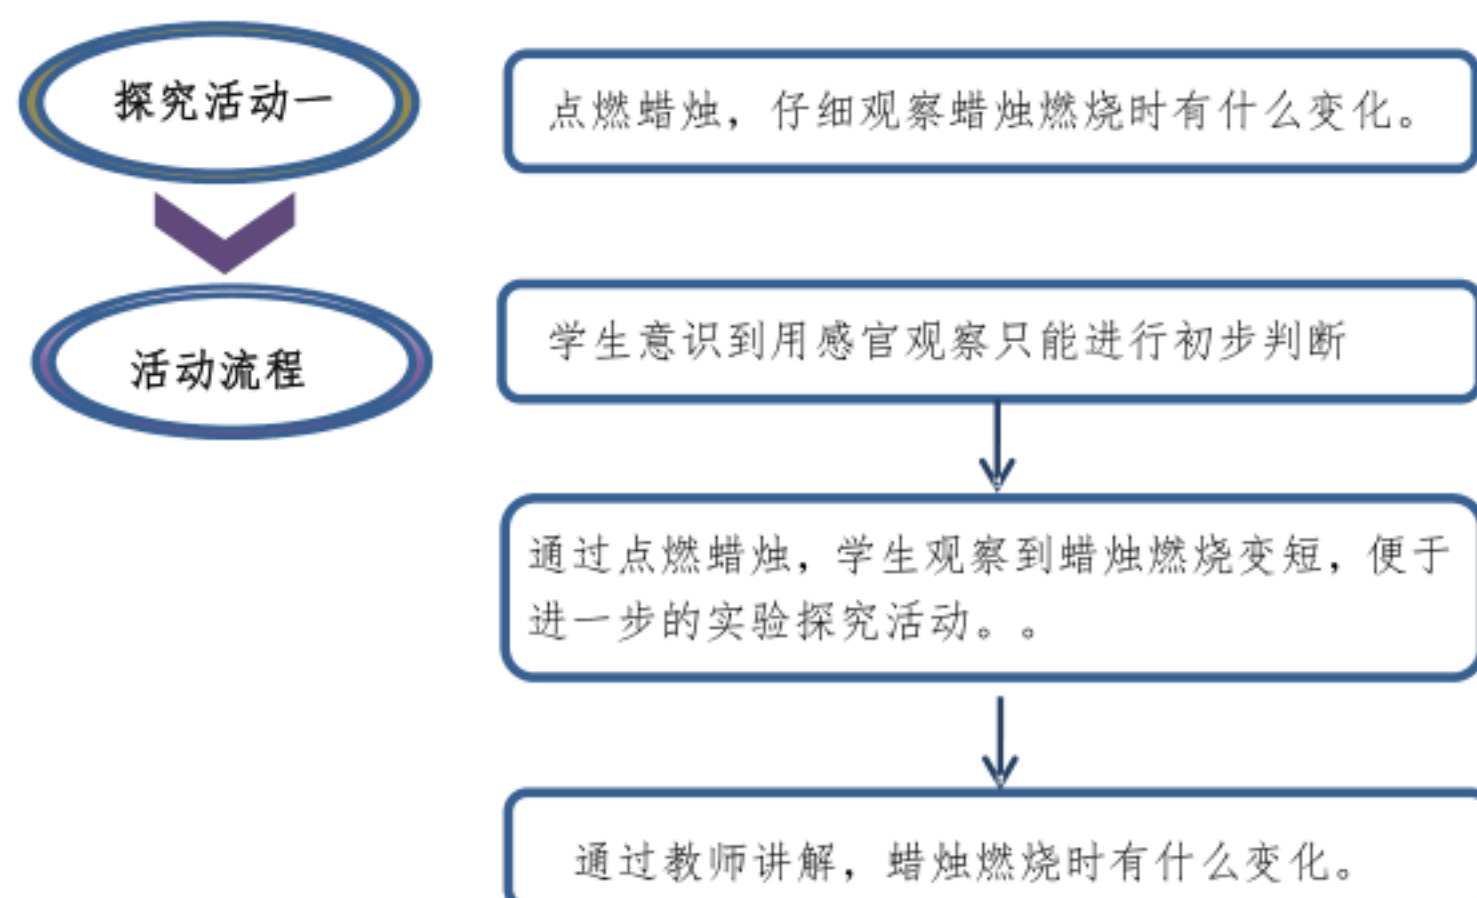 探究活动一
点燃蜡烛，仔细观察蜡烛燃烧时有什么变化。
活动流程
学生意识到用感官观察只能进行初步判断
通过点燃蜡烛，学生观察到蜡烛燃烧变短，便于
进一步的实验探究活动。。
通过教师讲解，蜡烛燃烧时有什么变化。